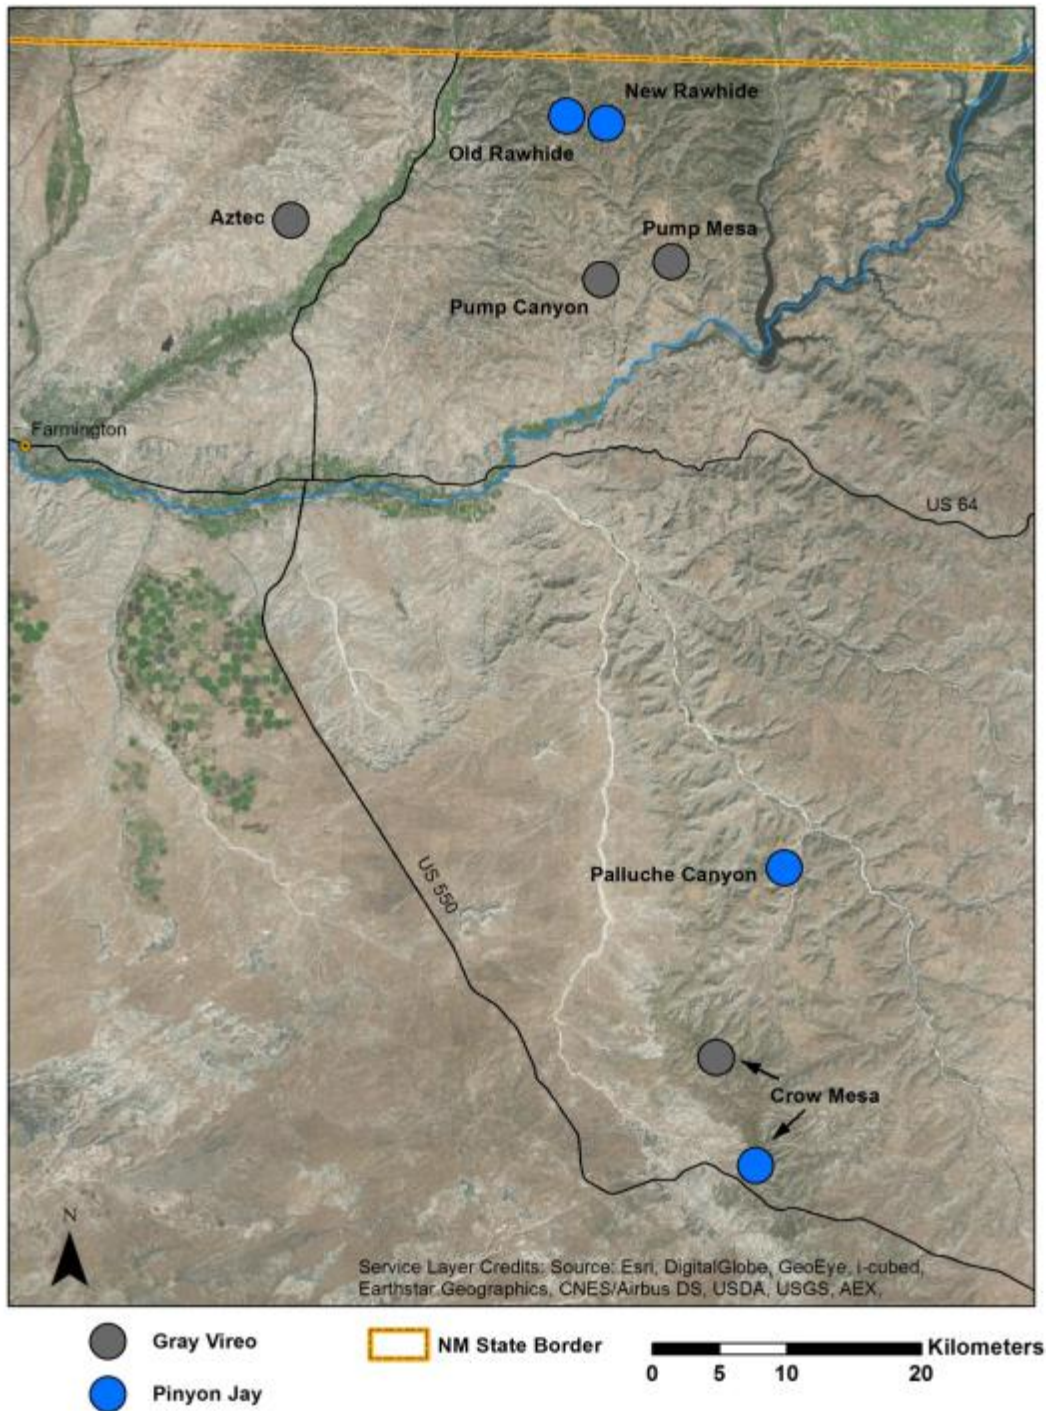 New Rawhide
Old Rawhide
Aztec
Pump Mesa
Pump Canyon
Farmington
US 64
US 550
Palluche Canyon
Crow Mesa
N
Service Layer Credits: Source: Esri, DigitalGlobe, GeoEye, i-cubed,
Earthstar Geographics, CNES/Airbus DS, USDA, USGS, AEX,
Gray Vireo
NM State Border
Kilometers
0 5 10 20
Pinyon Jay